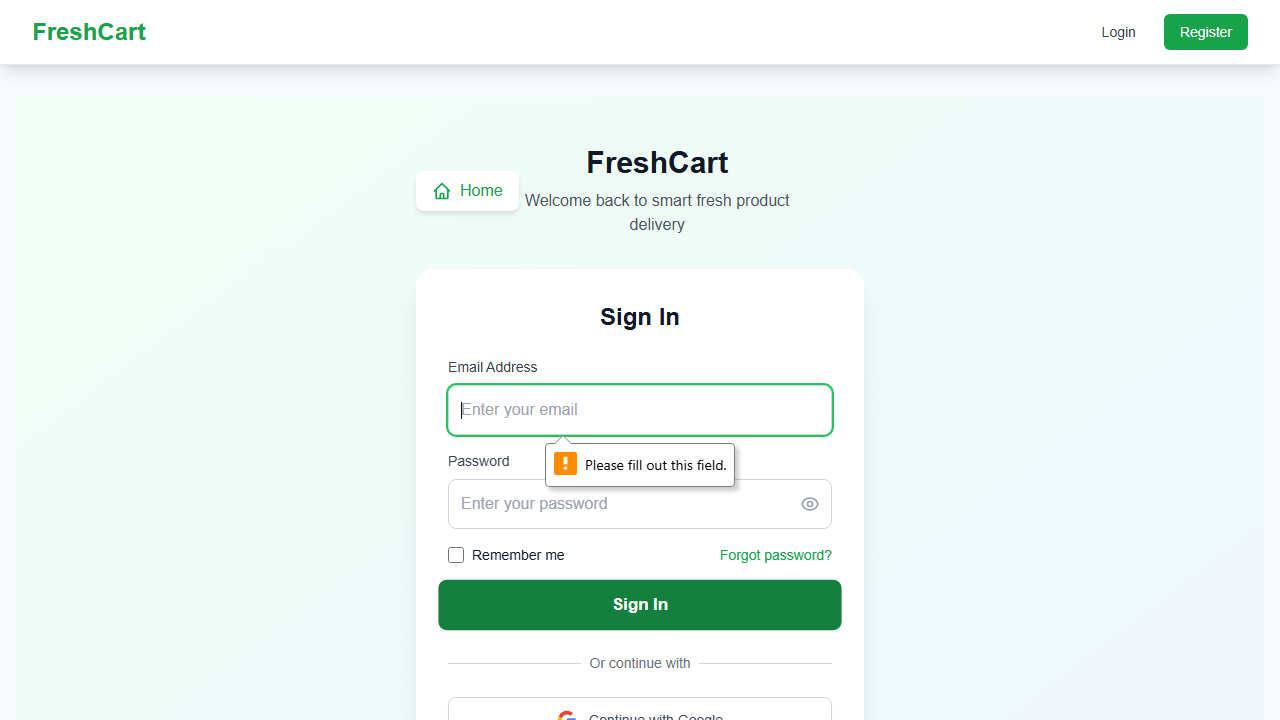 FreshCart
Login
Register
FreshCart
Home
Welcome back to smart fresh product
delivery
Sign In
Email Address
Enter your email
Please fill out this field.
Password
Enter your password
Remember me
Forgot password?
Sign In
Or continue with
Continue with Google